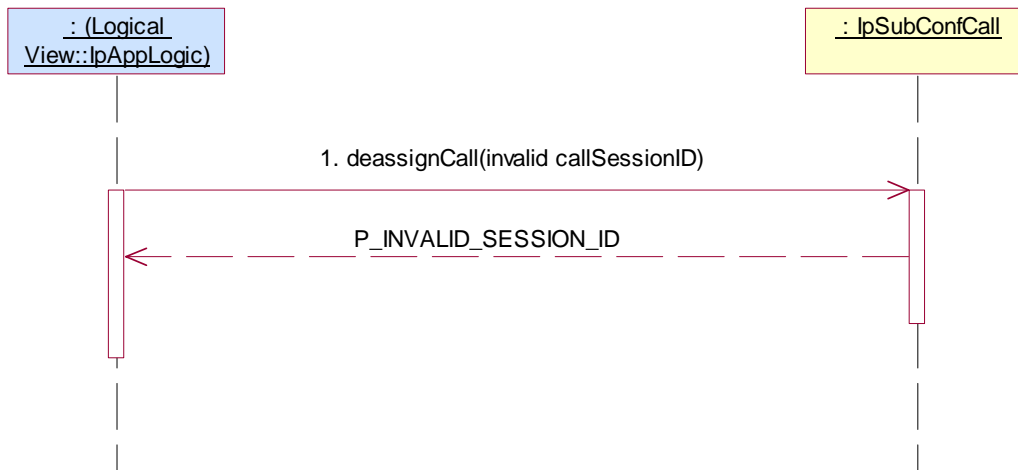 : (Logical
View::IpAppLogic)
: IpSubConfCall
1. deassignCall(invalid callSessionID)
P_INVALID_SESSION_ID